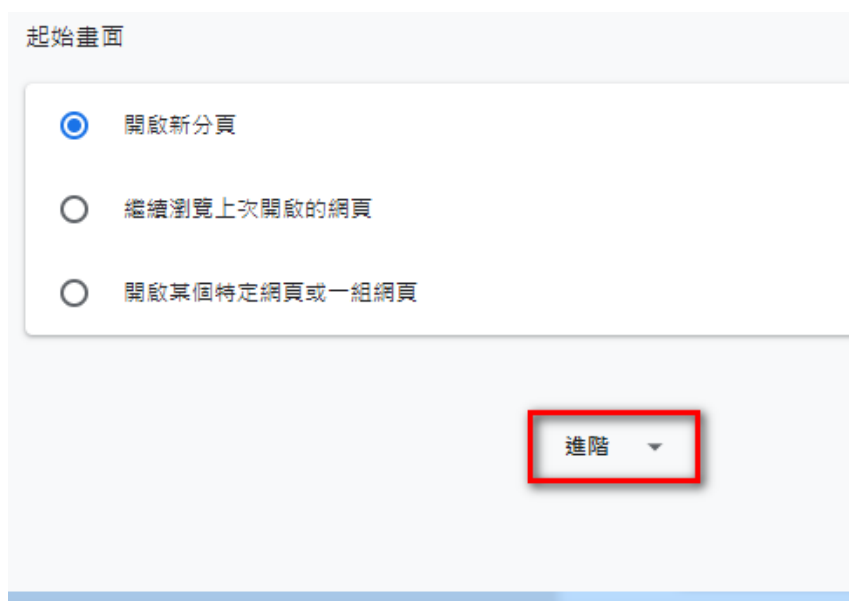 起始畫面
開啟新分頁
繼續瀏覽上次開啟的網頁
開啟某個特定網頁或一組網頁
進階